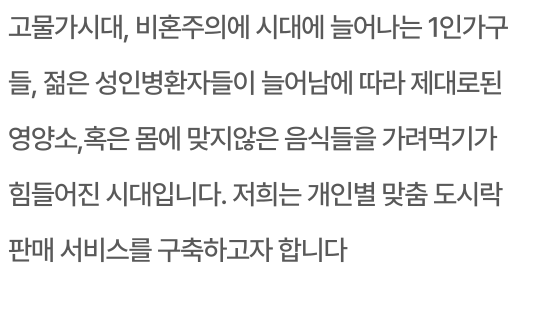 고물가시대, 비혼주의에 시대에 늘어나는 1인가구
들, 젊은 성인병환자들이 늘어남에 따라 제대로된
영양소,혹은 몸에 맞지않은 음식들을 가려먹기가
힘들어진 시대입니다. 저희는 개인별 맞춤 도시락
판매 서비스를 구축하고자 합니다